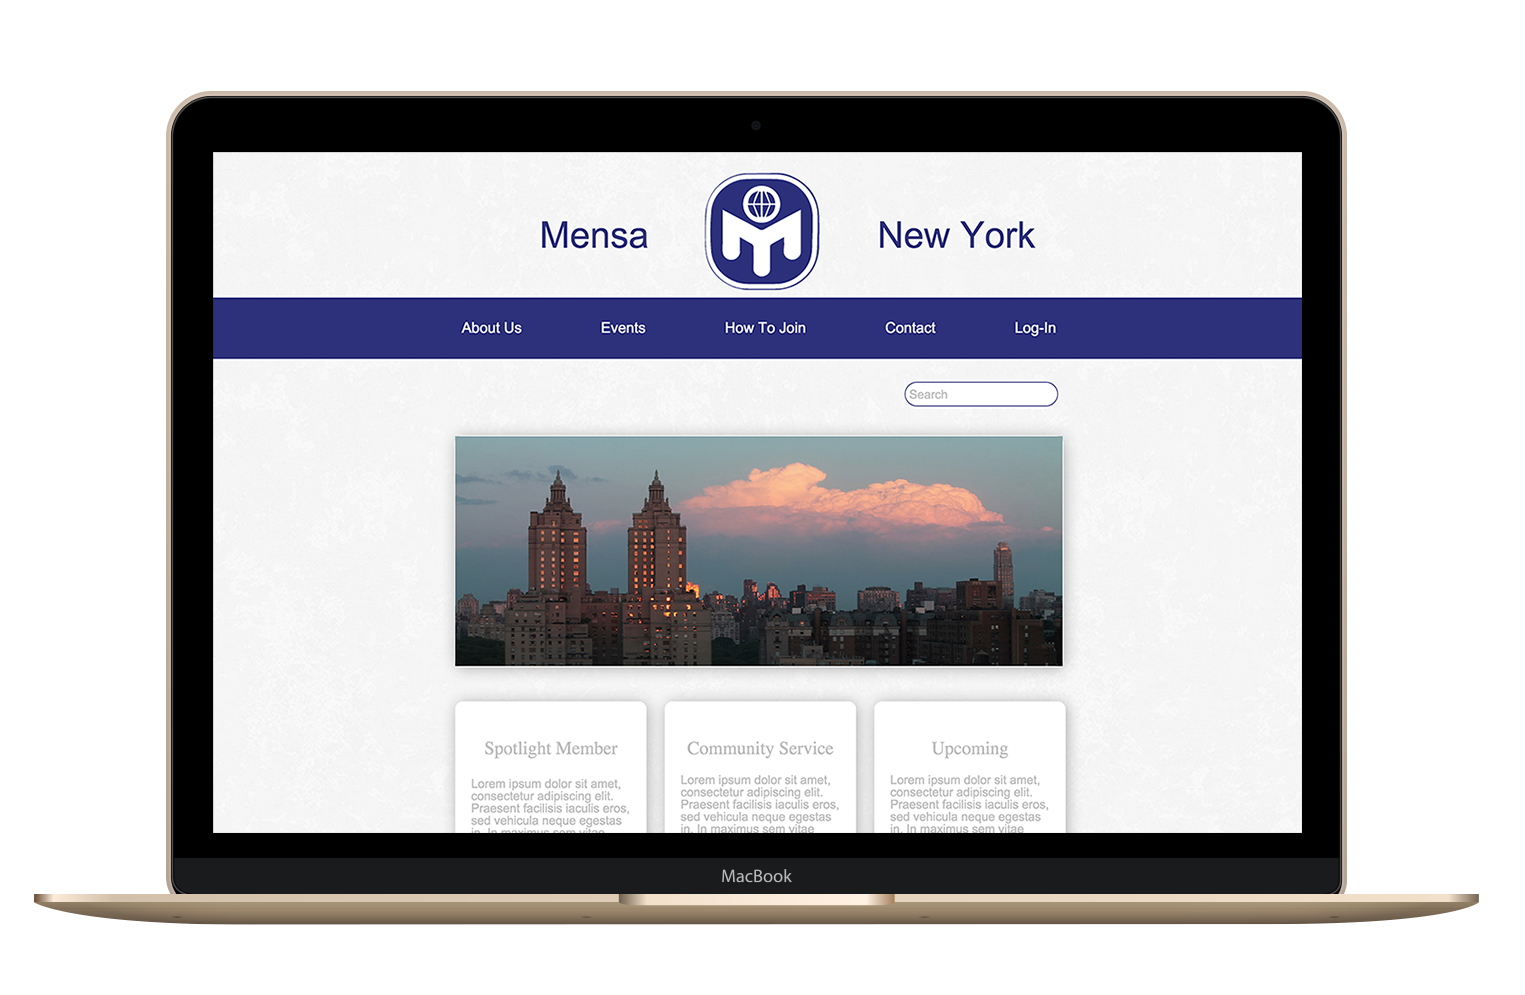 Mensa
New York
About Us
Events
How To Join
Contact
Log-In
Search
Spotlight Member
Lorem ipsum dolor sit amet,
consectetur adipiscing elit.
Praesent facilisis iaculis eros,
sed vehicula neque egestas
in. In maximus sem vitae
Community Service
Lorem ipsum dolor sit amet,
consectetur adipiscing elit.
Praesent facilisis iaculis eros,
sed vehicula neque egestas
in. In maximus sem vitae
Upcoming
Lorem ipsum dolor sit amet,
consectetur adipiscing elit.
Praesent facilisis iaculis eros,
sed vehicula neque egestas
in. In maximus sem vitae
MacBook